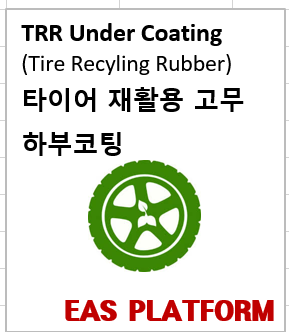 TRR Under Coating
(Tire Recyling Rubber)
타이어 재활용 고무
하부코팅
EAS PLATFORM